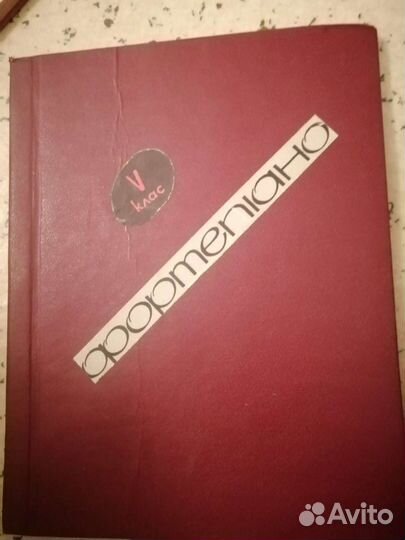 V
клас
фортепіано
Avito